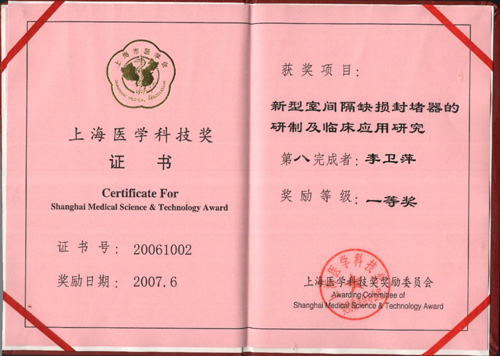 上海市医学会
SHANGHAI MEDICAL ASSOCIATION
上海医学科技奖
证书
Certificate For
Shanghai Medical Science & Technology Award
证书号：20061002
奖励日期：2007.6
获奖项目：
新型室间隔缺损封堵器的
研制及临床应用研究
第八完成者：李卫萍
奖励等级：一等奖
上海医学科技奖奖励委员会
Awarding Committee of
Shanghai Medical Science & Technology Award